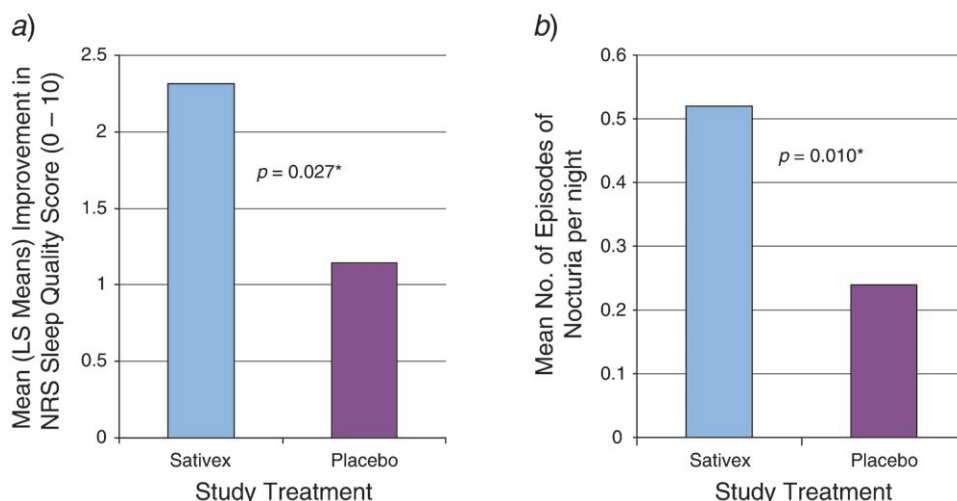 a)
Mean (LS Means) Improvement in
NRS Sleep Quality Score (0 – 10)
2.5
2
1.5
1
0.5
0
p = 0.027*
Sativex
Placebo
Study Treatment
b)
Mean No. of Episodes of
Nocturia per night
0.6
0.5
0.4
0.3
0.2
0.1
0
p = 0.010*
Sativex
Placebo
Study Treatment